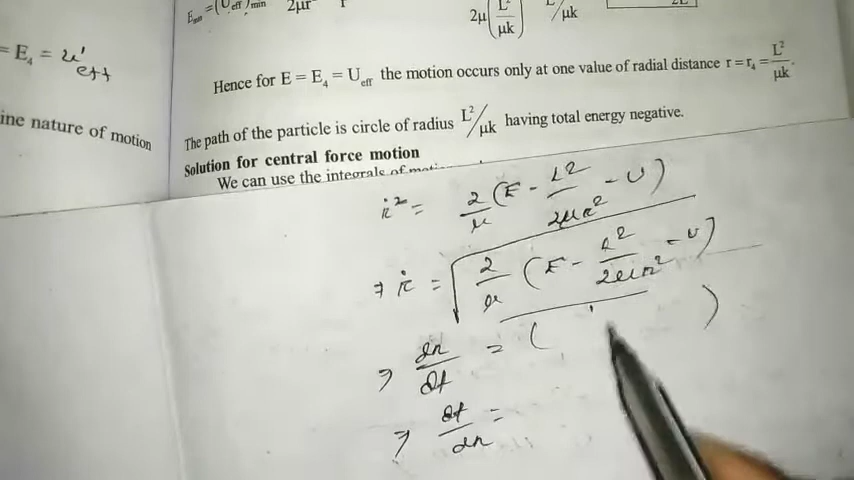 E_min = (U_eff)_min 2μr r
2μ(L²/μk) L²/μk 2L
= E₄ = u'eff
Hence for E = E₄ = U_eff the motion occurs only at one value of radial distance r = r₄ = L²/μk.
ine nature of motion
The path of the particle is circle of radius L²/μk having total energy negative.
Solution for central force motion
We can use the integrals of
ṙ² = 2/μ (E - L²/2μr² - U)
⇒ ṙ = √(2/μ (E - L²/2μr² - U))
⇒ dr/dt = ( )
⇒ dt/dr =